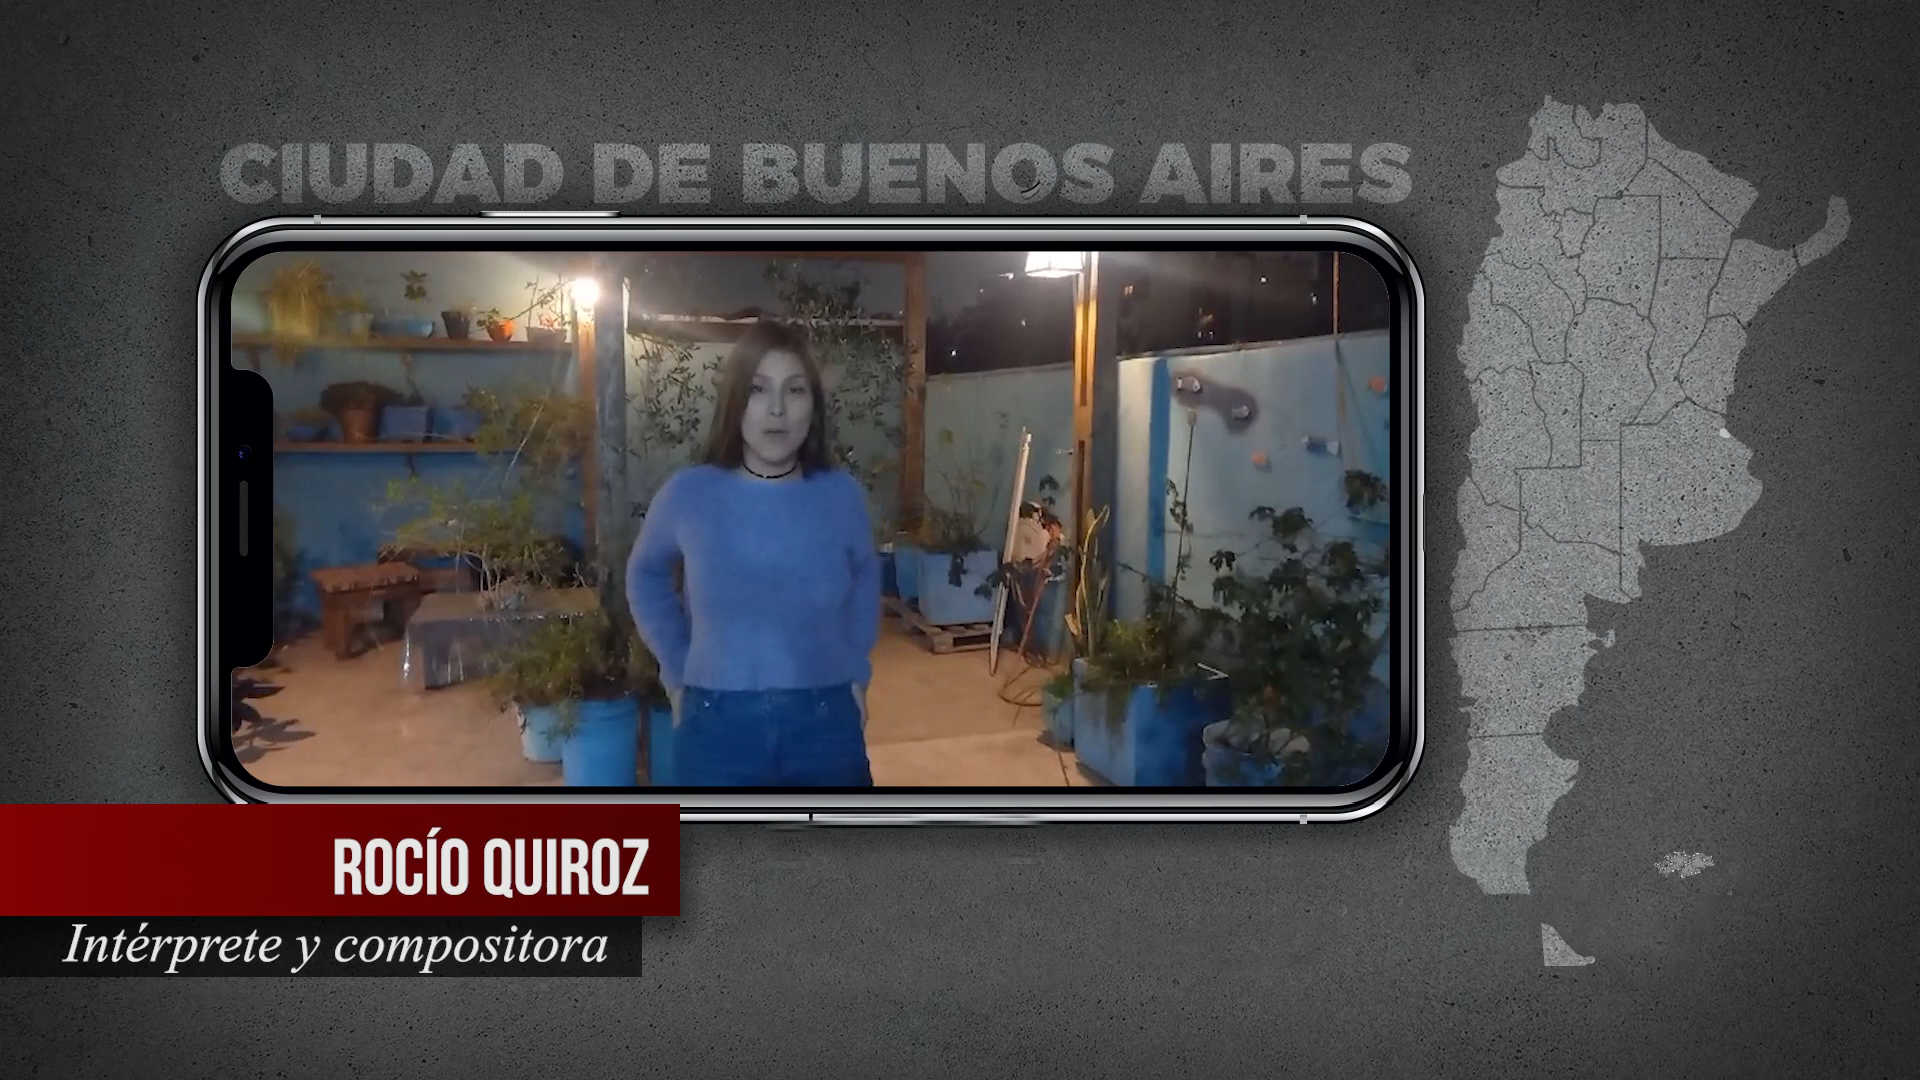 CIUDAD DE BUENOS AIRES
ROCÍO QUIROZ
Intérprete y compositora